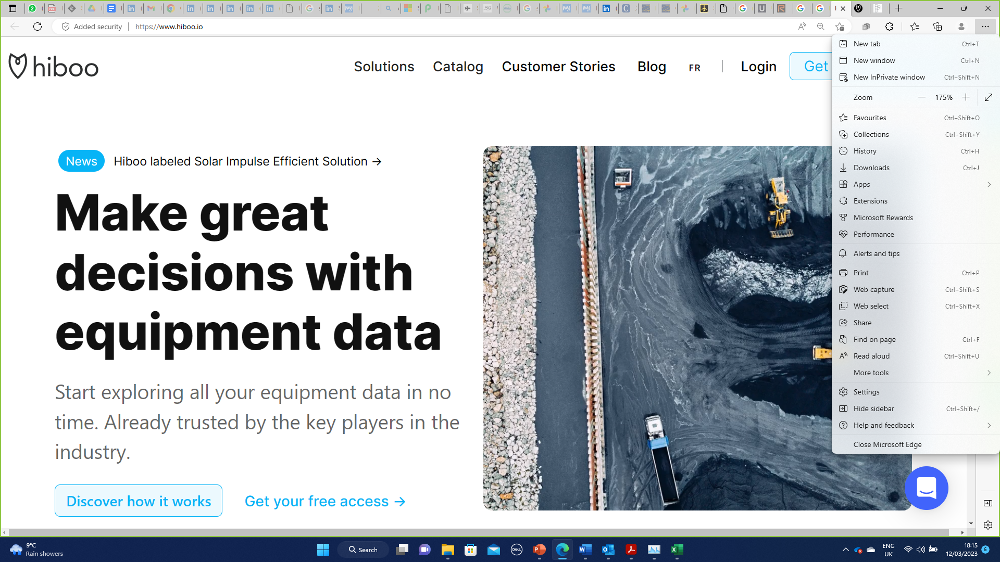 Added security
https://www.hiboo.io
hiboo
Solutions
Catalog
Customer Stories
Blog
FR
Login
Get
News
Hiboo labeled Solar Impulse Efficient Solution →
Make great
decisions with
equipment data
Start exploring all your equipment data in no
time. Already trusted by the key players in the
industry.
Discover how it works
Get your free access →
New tab Ctrl+T
New window Ctrl+N
New InPrivate window Ctrl+Shift+N
Zoom — 175% +
Favourites Ctrl+Shift+O
Collections Ctrl+Shift+Y
History Ctrl+H
Downloads Ctrl+J
Apps
Extensions
Microsoft Rewards
Performance
Alerts and tips
Print Ctrl+P
Web capture Ctrl+Shift+S
Web select Ctrl+Shift+X
Share
Find on page Ctrl+F
Read aloud Ctrl+Shift+U
More tools
Settings
Hide sidebar Ctrl+Shift+/
Help and feedback
Close Microsoft Edge
9°C
Rain showers
Search
ENG
UK
18:15
12/03/2023
6